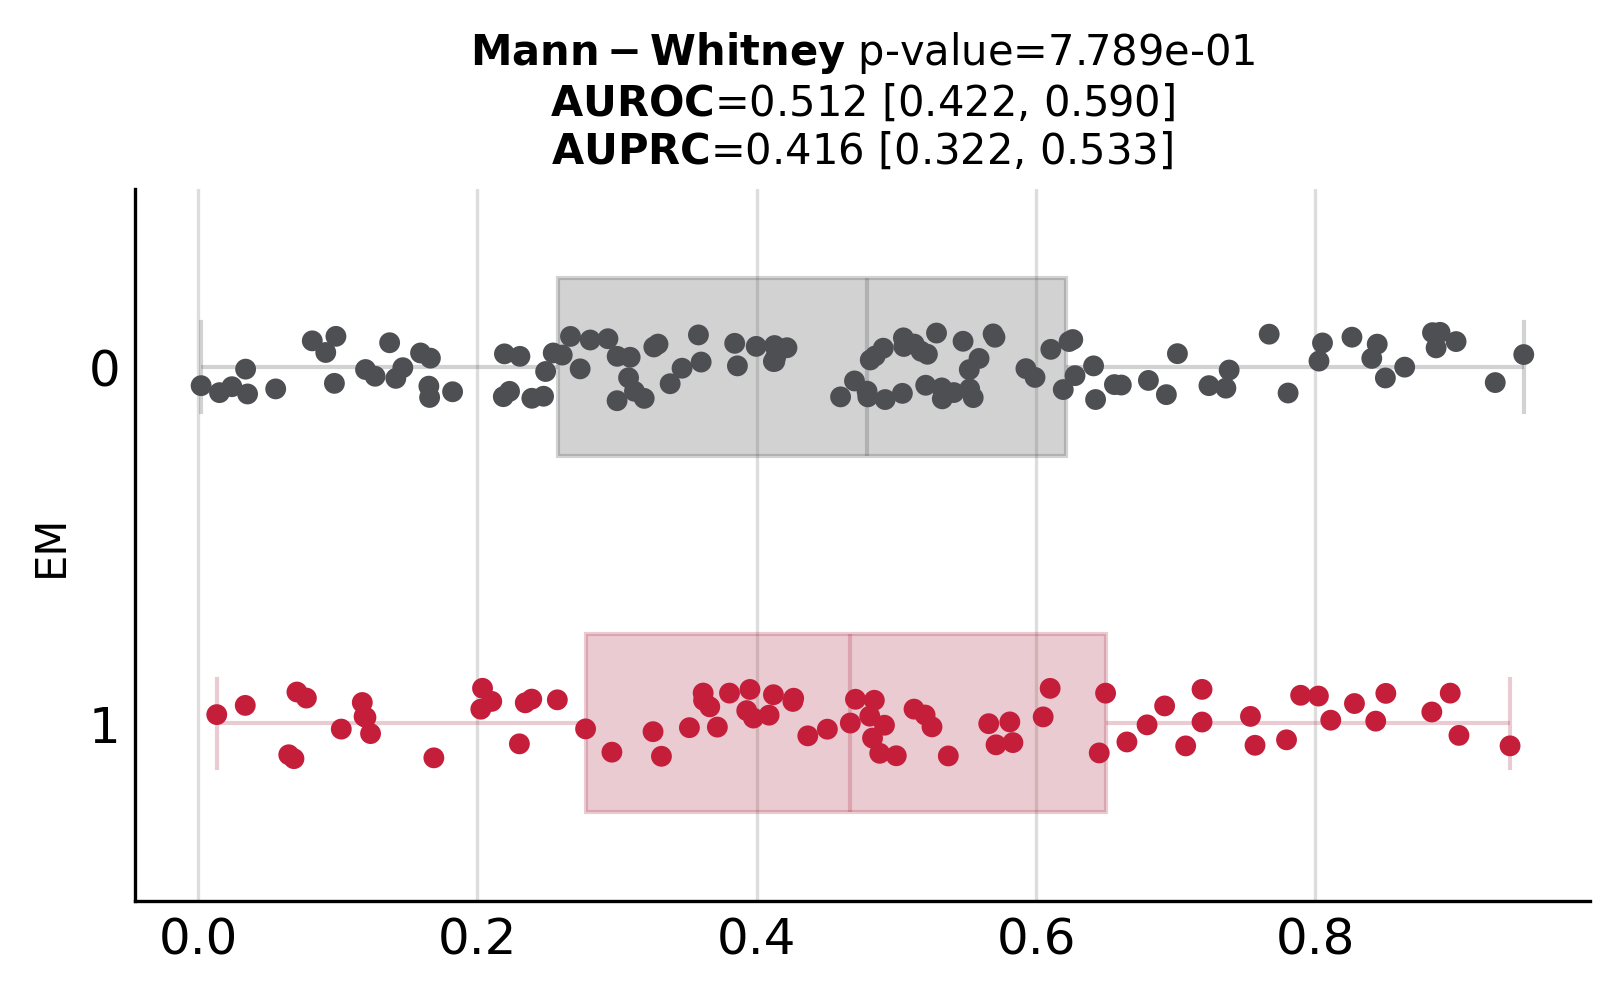 Mann − Whitney p-value=7.789e-01
AUROC=0.512 [0.422, 0.590]
AUPRC=0.416 [0.322, 0.533]
0
EM
1
0.0 0.2 0.4 0.6 0.8